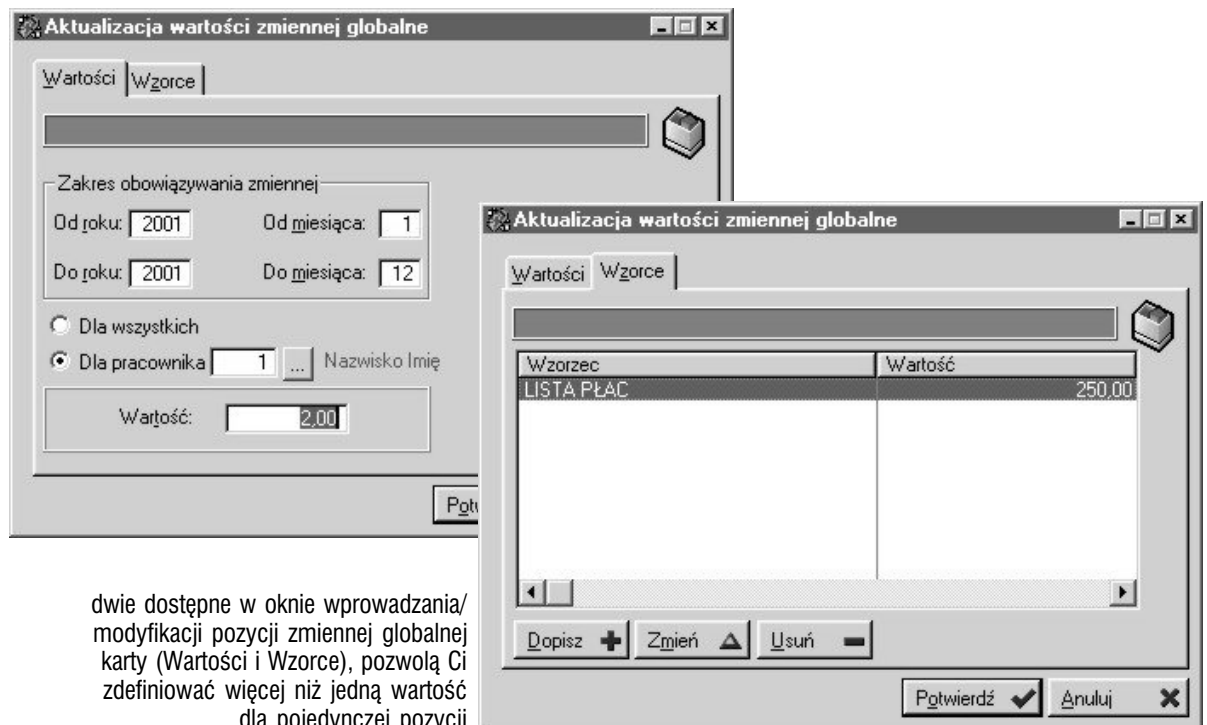 Aktualizacja wartości zmiennej globalne
Wartości Wzorce
Zakres obowiązywania zmiennej
Od roku: 2001 Od miesiąca: 1
Do roku: 2001 Do miesiąca: 12
Dla wszystkich
Dla pracownika 1 ... Nazwisko Imię
Wartość: 2,00
Aktualizacja wartości zmiennej globalne
Wartości Wzorce
Wzorzec Wartość
LISTA PŁAC 250,00
Dopisz Zmień Usuń
Potwierdź Anuluj
dwie dostępne w oknie wprowadzania/
modyfikacji pozycji zmiennej globalnej
karty (Wartości i Wzorce), pozwolą Ci
zdefiniować więcej niż jedną wartość
dla pojedynczej pozycji